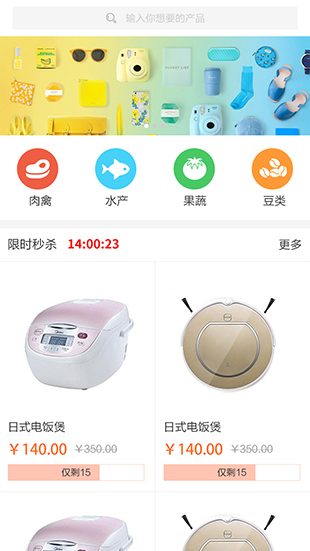 输入你想要的产品
肉禽 水产 果蔬 豆类
限时秒杀 14:00:23 更多
日式电饭煲 日式电饭煲
￥140.00 ￥350.00 ￥140.00 ￥350.00
仅剩15 仅剩15